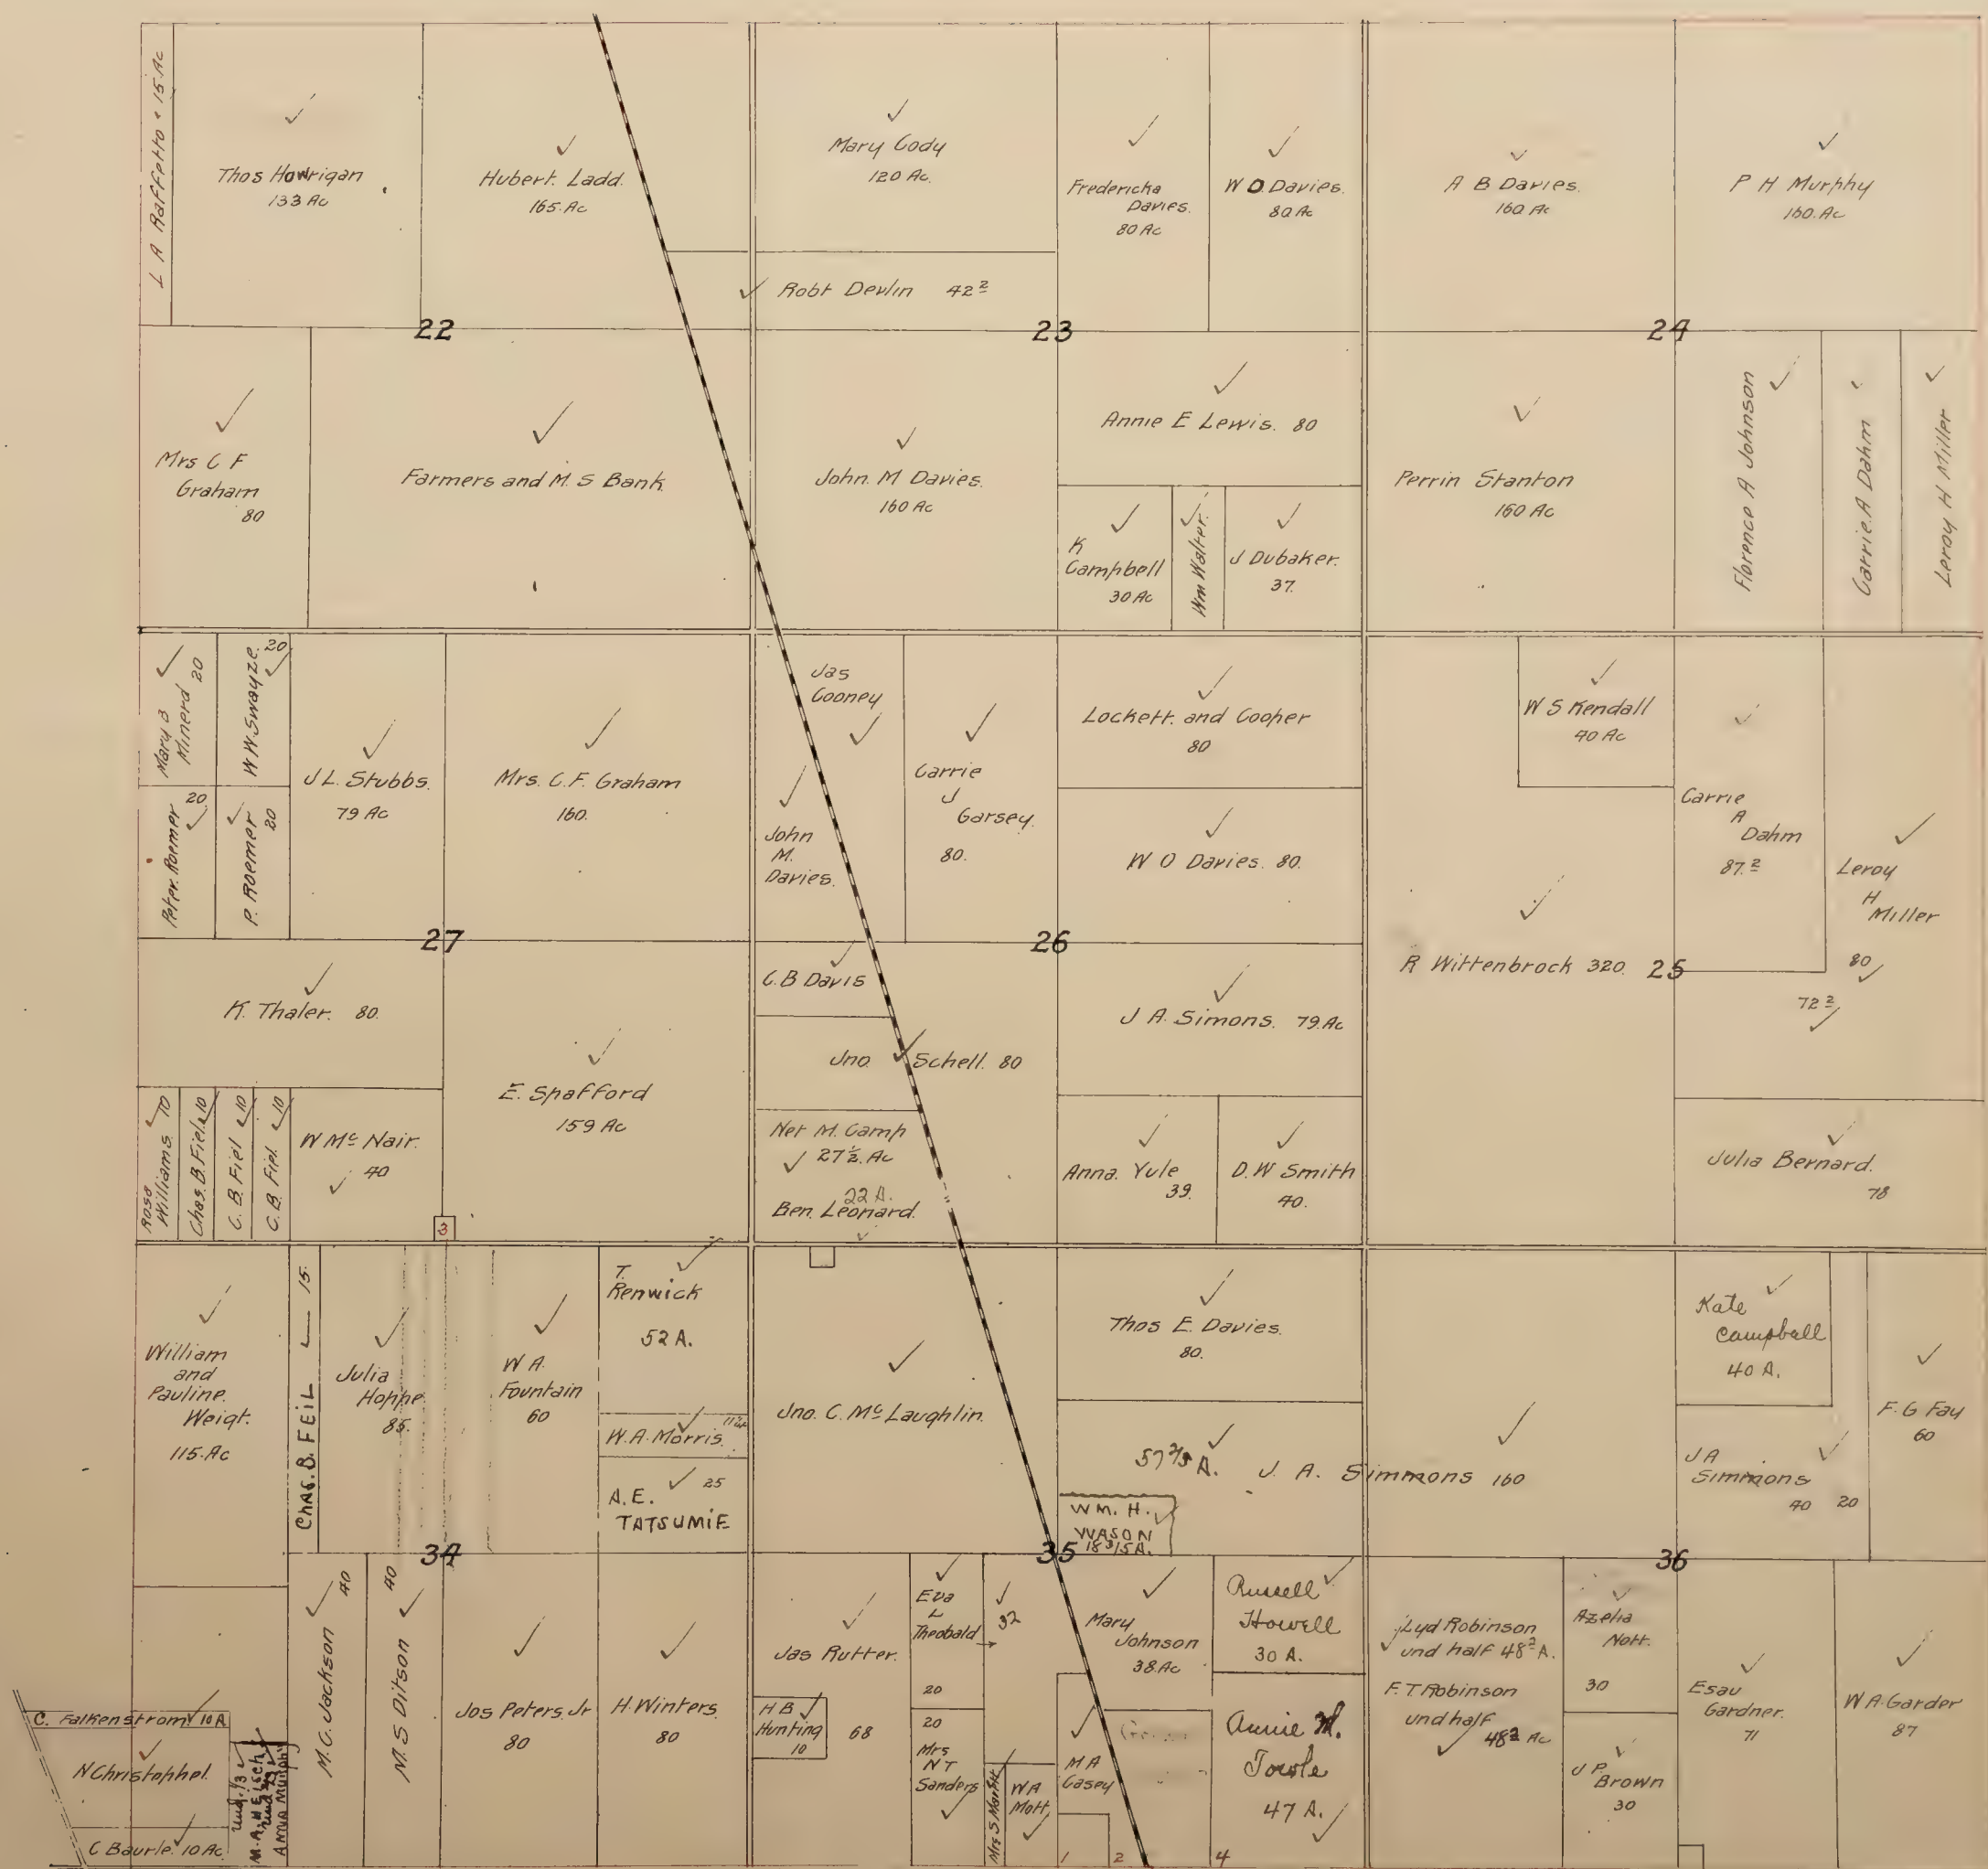 L A Raffetto • 15.Ac
Thos Howrigan
133 Ac
Hubert. Ladd.
165.Ac
Mary Cody
120 Ac.
Fredericka
Davies.
80 Ac
W O Davies.
80 Ac
A B Davies.
160 Ac
P H Murphy
160.Ac
Robt Devlin 42²
22
23
24
Mrs C F
Graham
80
Farmers and M. S Bank.
John. M Davies.
160 Ac
Annie E Lewis. 80
K
Campbell
30 Ac
Wm Walter.
J Dubaker.
37.
Perrin Stanton
160 Ac
Florence A Johnson
Carrie. A Dahm
Leroy H Miller
Mary B
Minerd 20
W W Swayze. 20
Peter. Roemer 20
P. Roemer 20
J L. Stubbs.
79 Ac
Mrs. C. F. Graham
160.
Jas
Cooney
John
M.
Davies.
Carrie
J
Garsey.
80.
Lockett. and Cooper
80
W O Davies. 80.
W S Kendall
40 Ac
Carrie
A
Dahm
87.²
Leroy
H
Miller
80
72²
27
26
R Wittenbrock 320. 25
K. Thaler. 80.
E. Spafford
159 Ac
C. B Davis
Jno. Schell. 80
J A. Simons. 79.Ac
Rosa
Williams 10
Chas. B. Fiel. 10
C. B. Fiel 10
C. B. Fiel. 10
W Mc Nair.
40
3
Net M. Camp
27½. Ac
22 A.
Ben. Leonard.
Anna. Yule
39.
D. W Smith
40.
Julia Bernard.
78
William
and
Pauline.
Weigt.
115.Ac
CHAS. B. FEIL 15.
Julia
Hoppe
85.
W A.
Fountain
60
T.
Renwick
52 A.
W. A. Morris.
A. E. 25
TATSUMIE
Jno. C. Mc Laughlin.
Thos E. Davies.
80.
57 2/3 A. J. A. Simmons 160
WM. H.
WASON
18 3/15 A.
Kate
Campbell
40 A.
J A
Simmons
40 20
F. G Fay
60
34
35
36
M. C. Jackson 40
M. S Ditson 40
Jos Peters. Jr
80
H. Winters.
80
Jas Rutter.
H B
Hunting
10
68
Eva
L
Theobald
20
32
20
Mrs
N T
Sanders
W A
Mott.
Mary
Johnson
38.Ac
M A
Casey
Russell
Howell
30 A.
Annie M.
Towle
47 A.
1
2
4
Lyd Robinson
und half 48² A.
F. T. Robinson
und half
48² Ac
Azelia
Nott.
30
J P.
Brown
30
Esau
Gardner.
71
W A. Garder
87
C. Falkenstrom. 10 A
N Christophel.
C Baurle. 10 Ac.